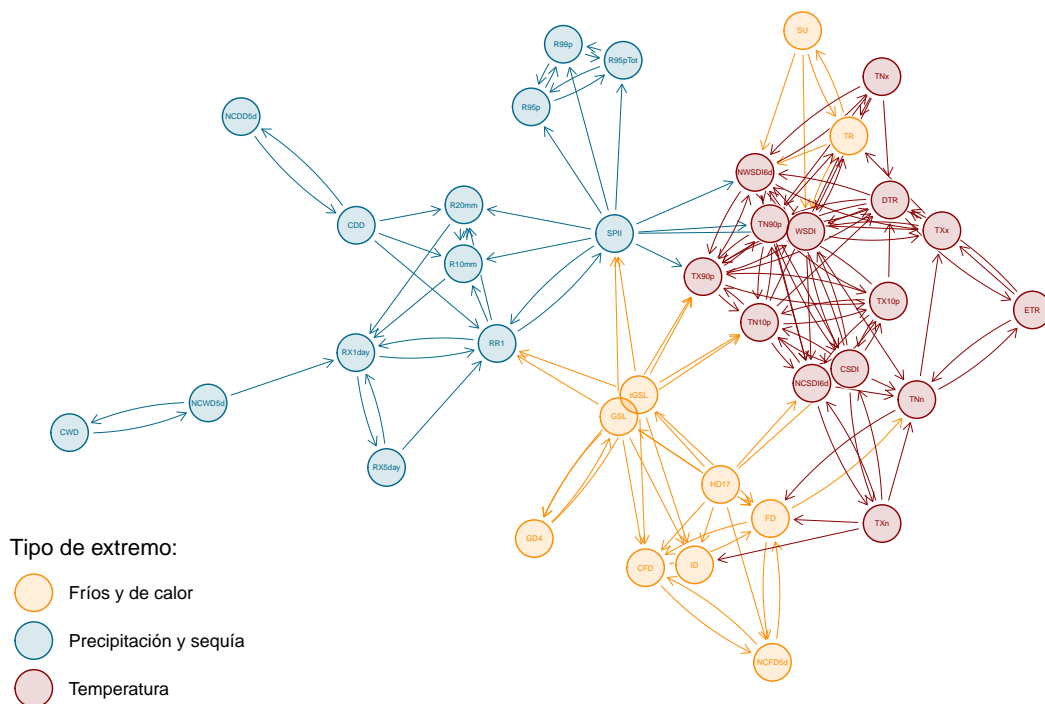 SU
R99p
R95pTot
TNx
R95p
NCDD5d
TR
NWSDI6d
DTR
R20mm
CDD
TN90p
WSDI
TXx
SPII
R10mm
TX90p
TX10p
ETR
TN10p
RR1
RX1day
CSDI
NCSDI6d
TNn
tGSL
NCWD5d
GSL
CWD
RX5day
HD17
FD
TXn
GD4
CFD
ID
NCFD5d
Tipo de extremo:
Fríos y de calor
Precipitación y sequía
Temperatura